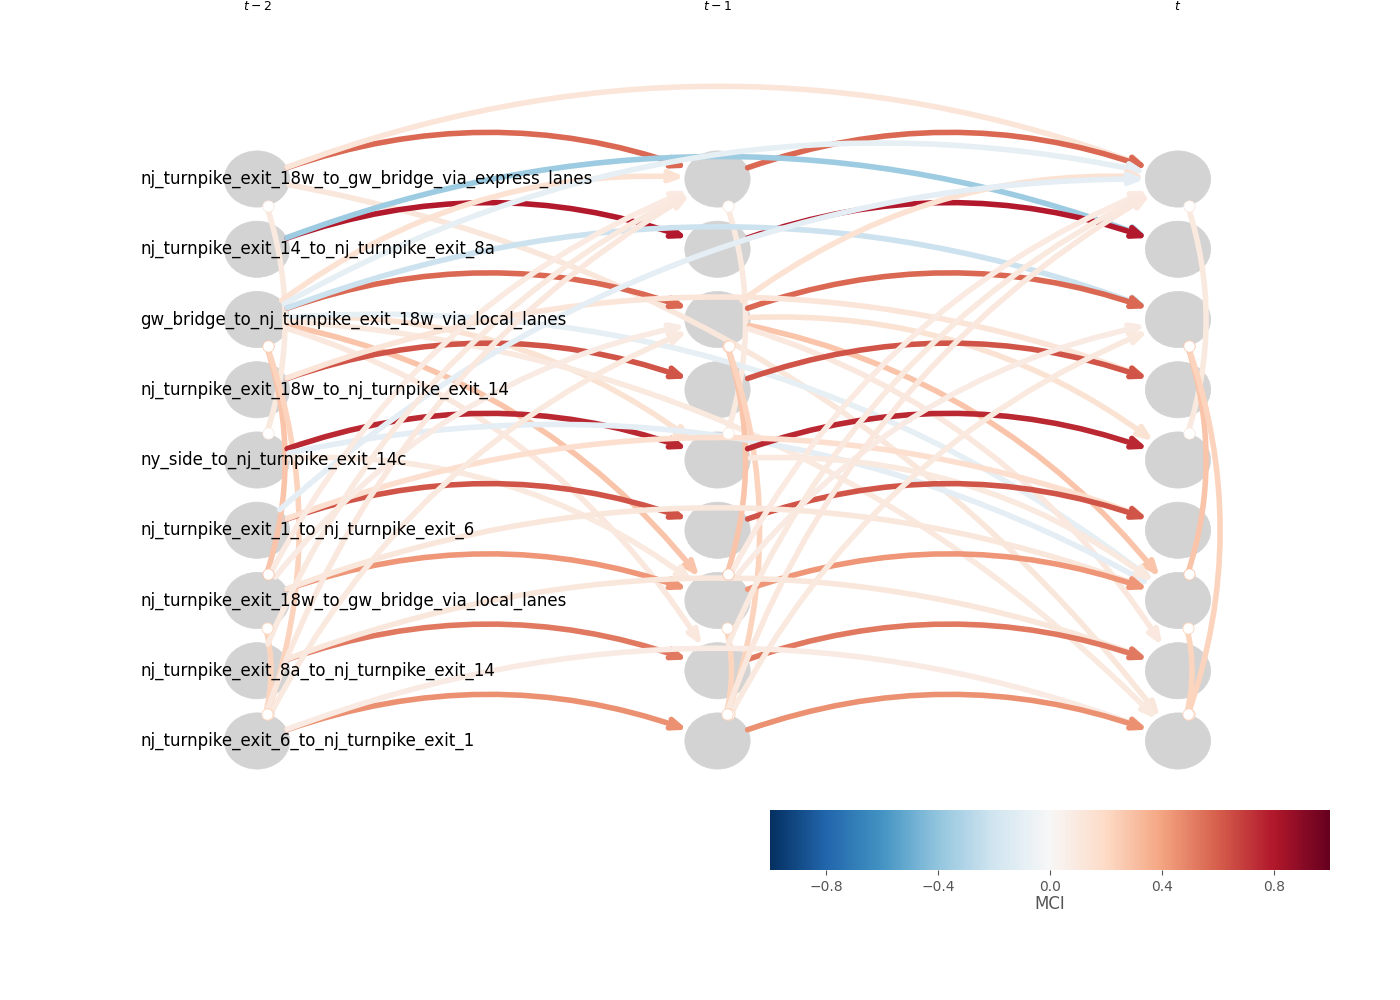 t − 2 t − 1 t
nj_turnpike_exit_18w_to_gw_bridge_via_express_lanes
nj_turnpike_exit_14_to_nj_turnpike_exit_8a
gw_bridge_to_nj_turnpike_exit_18w_via_local_lanes
nj_turnpike_exit_18w_to_nj_turnpike_exit_14
ny_side_to_nj_turnpike_exit_14c
nj_turnpike_exit_1_to_nj_turnpike_exit_6
nj_turnpike_exit_18w_to_gw_bridge_via_local_lanes
nj_turnpike_exit_8a_to_nj_turnpike_exit_14
nj_turnpike_exit_6_to_nj_turnpike_exit_1
−0.8 −0.4 0.0 0.4 0.8
MCI